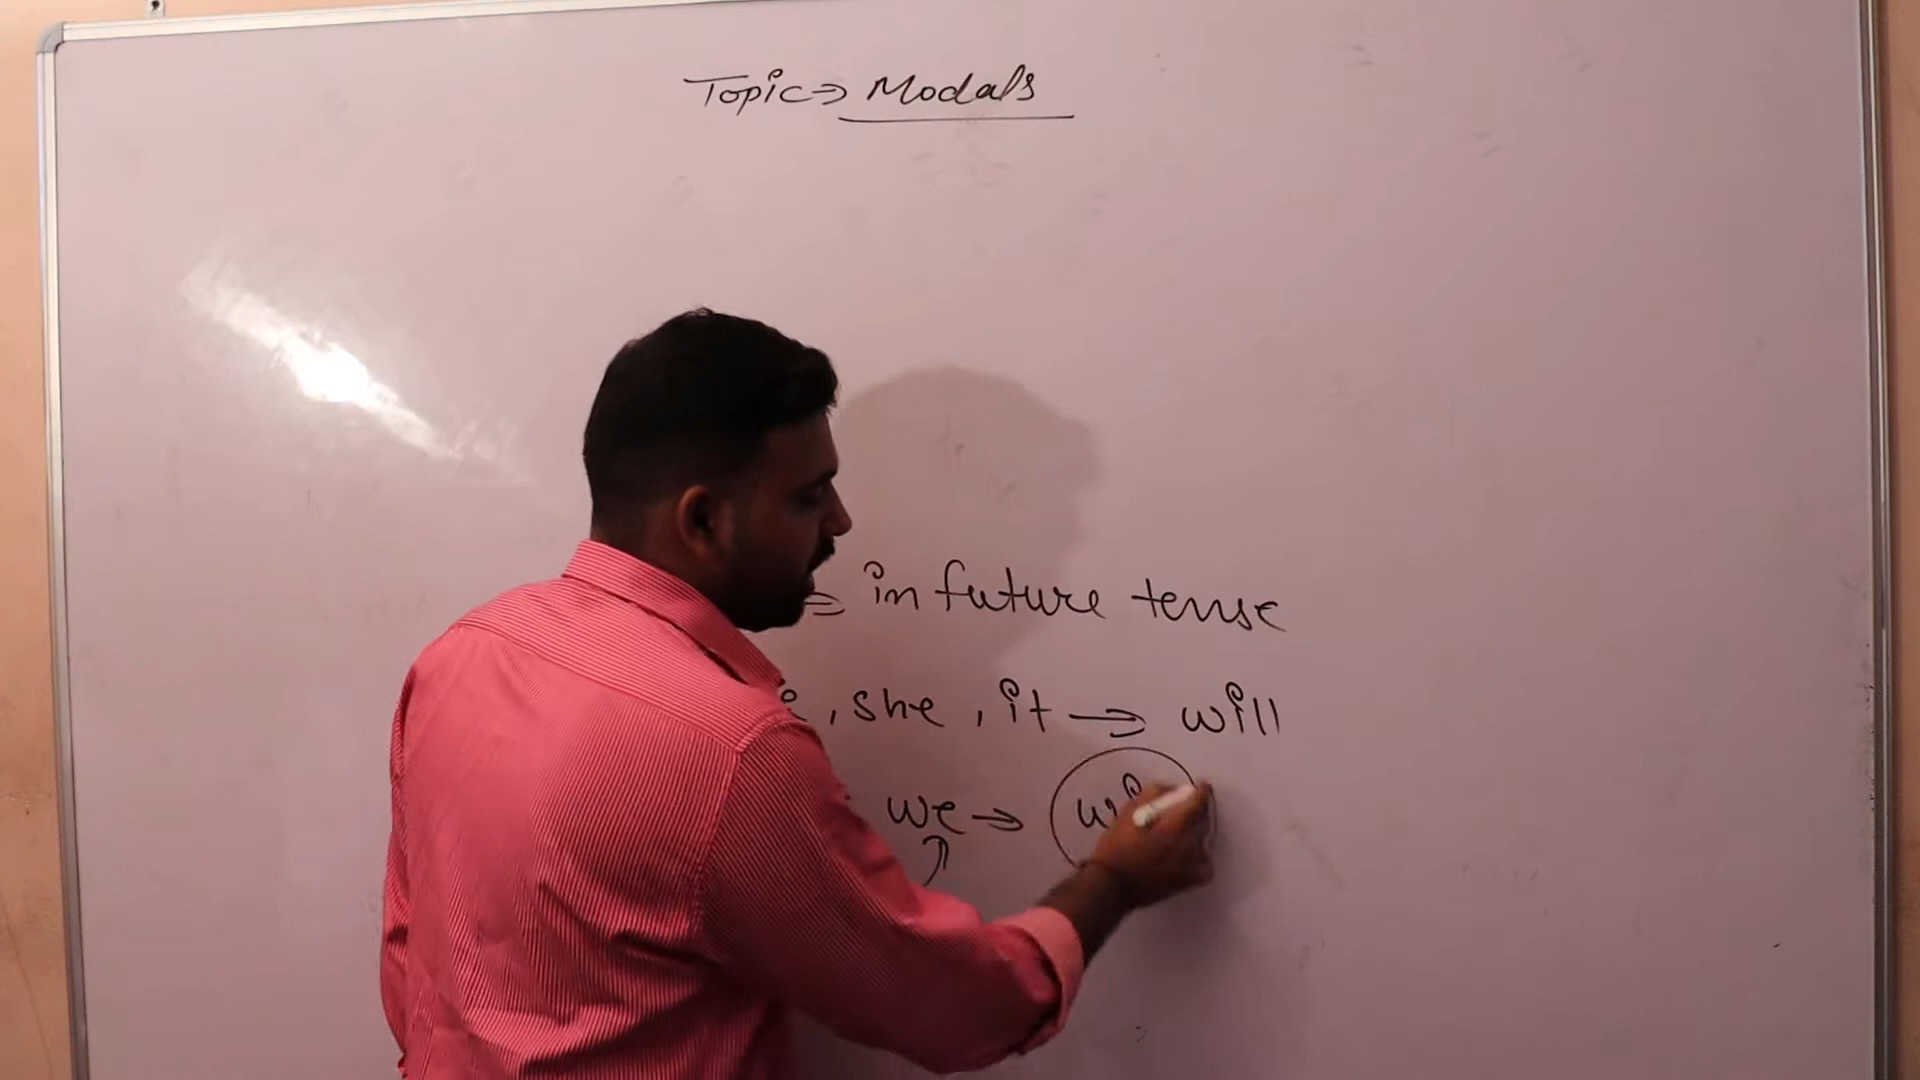 Topic ⇒ Modals
⇒ in future tense
, she, it → will
we →